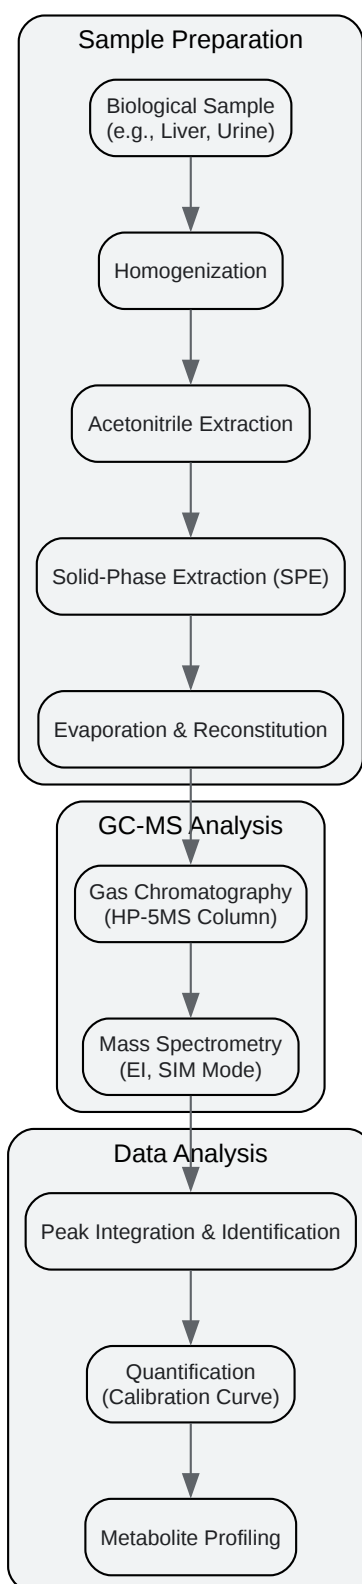 Sample Preparation
Biological Sample
(e.g., Liver, Urine)
Homogenization
Acetonitrile Extraction
Solid-Phase Extraction (SPE)
Evaporation & Reconstitution
GC-MS Analysis
Gas Chromatography
(HP-5MS Column)
Mass Spectrometry
(EI, SIM Mode)
Data Analysis
Peak Integration & Identification
Quantification
(Calibration Curve)
Metabolite Profiling